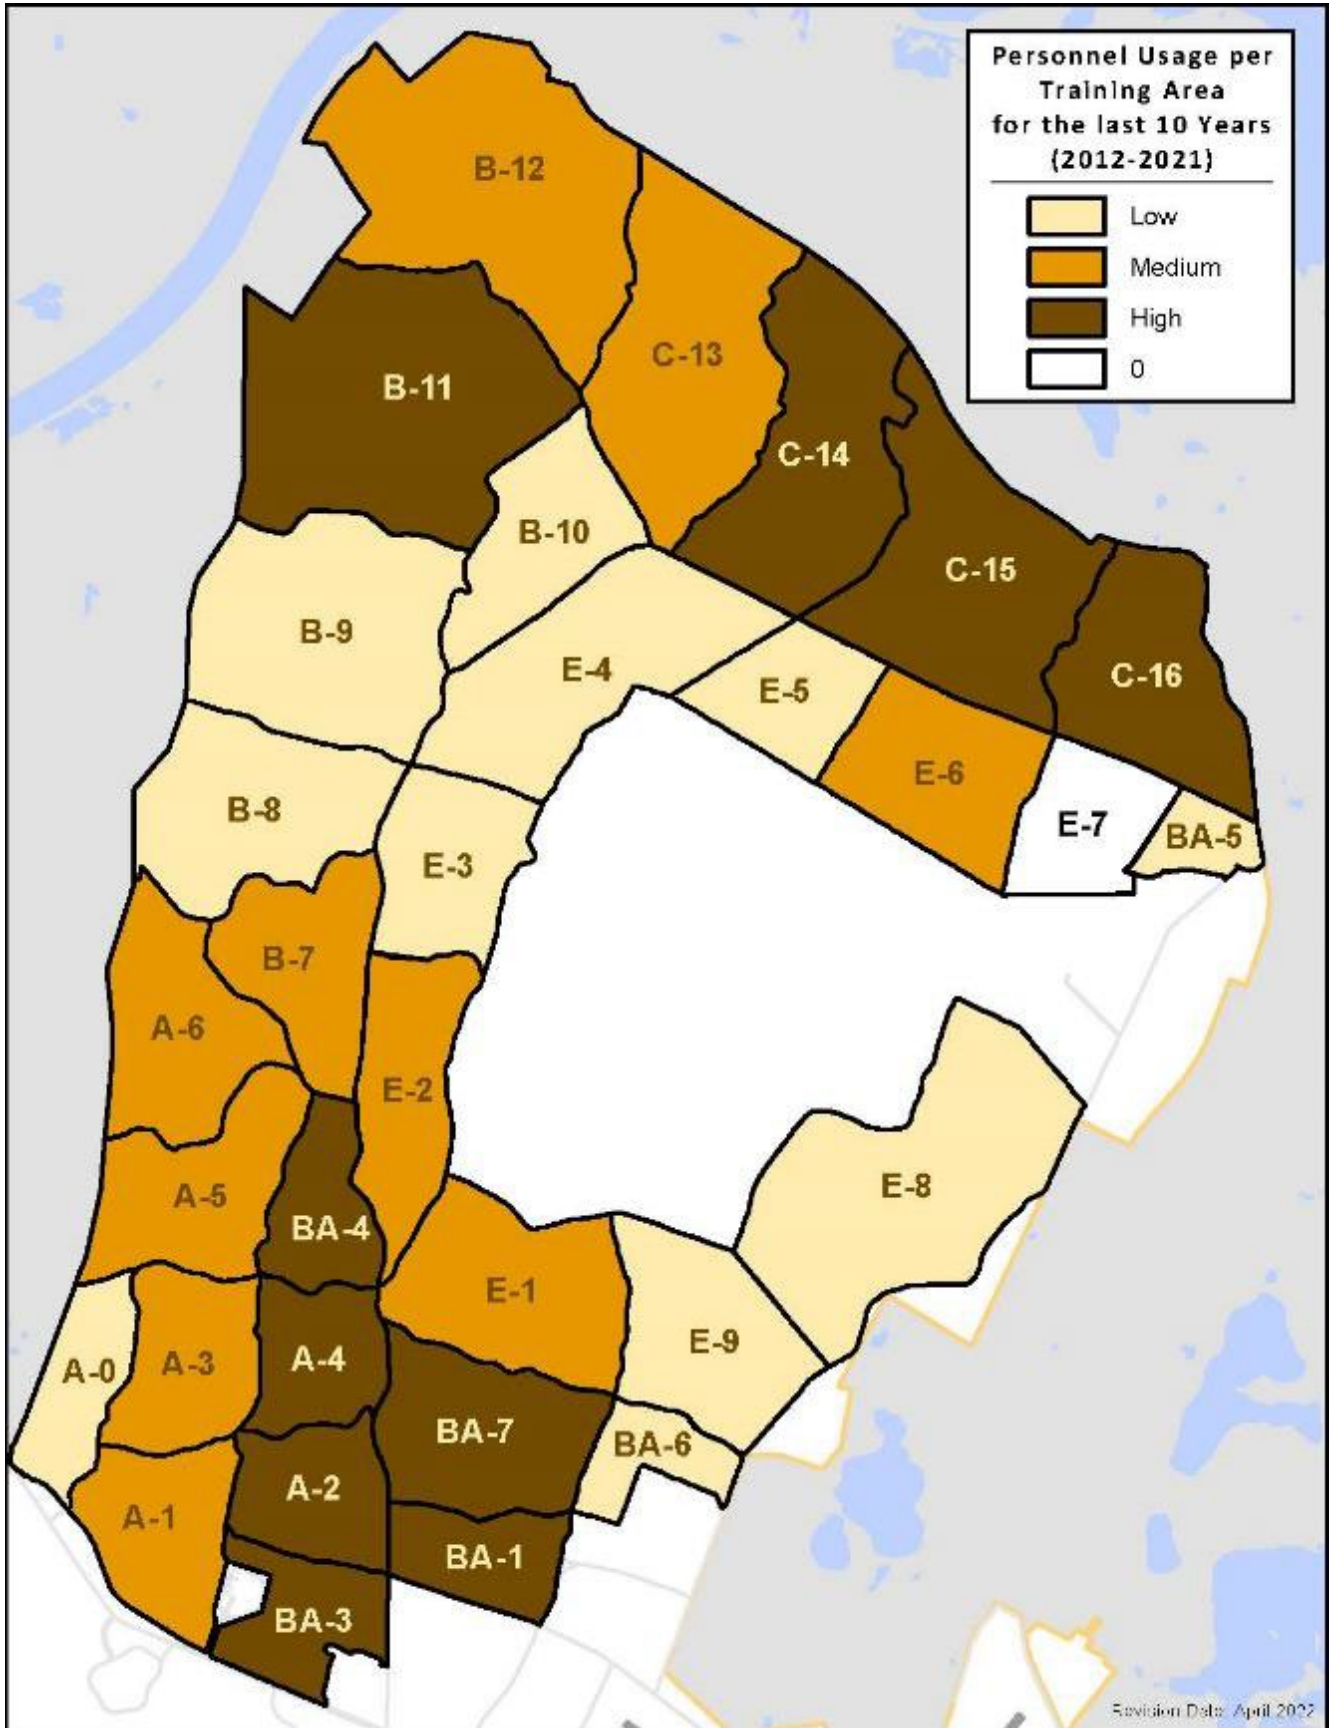 Personnel Usage per
Training Area
for the last 10 Years
(2012-2021)
Low
Medium
High
0
B-12
C-13
B-11
C-14
B-10
C-15
B-9
E-4
C-16
E-5
E-6
B-8
E-7
BA-5
E-3
B-7
A-6
E-2
E-8
A-5
BA-4
E-1
E-9
A-4
A-3
A-0
BA-7
BA-6
A-2
A-1
BA-1
BA-3
Revision Date: April 2022